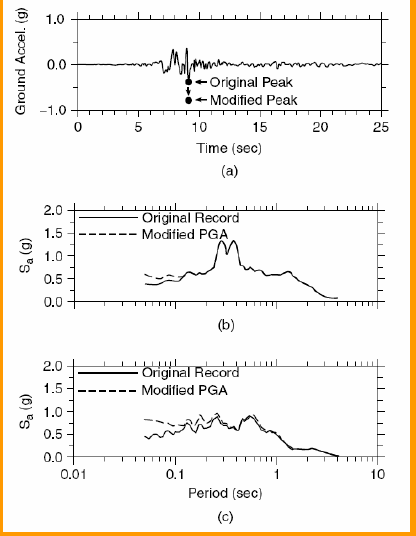 Ground Accel. (g)
1.0
0.0
−1.0
Original Peak
Modified Peak
0 5 10 15 20 25
Time (sec)
(a)
Sa (g)
2.0
1.5
1.0
0.5
0.0
Original Record
Modified PGA
(b)
Sa (g)
2.0
1.5
1.0
0.5
0.0
Original Record
Modified PGA
0.01 0.1 1 10
Period (sec)
(c)